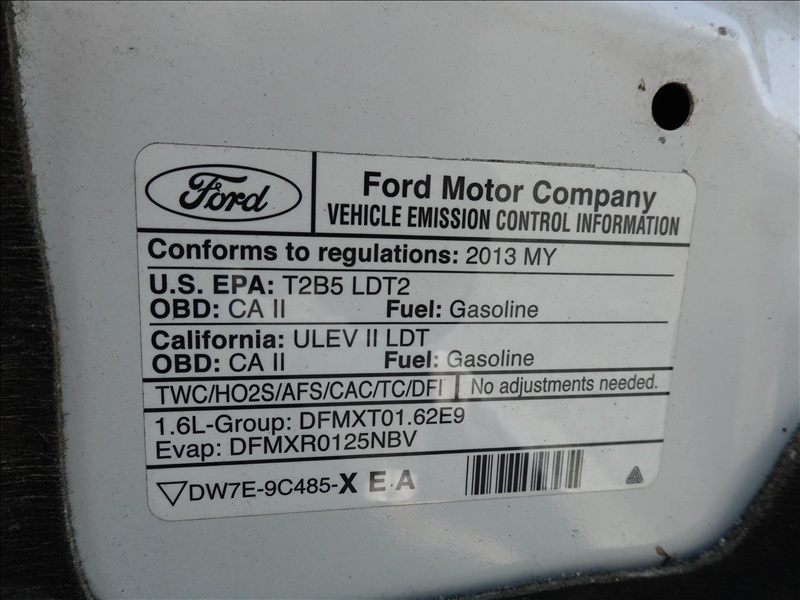 Ford
Ford Motor Company
VEHICLE EMISSION CONTROL INFORMATION
Conforms to regulations: 2013 MY
U.S. EPA: T2B5 LDT2
OBD: CA II Fuel: Gasoline
California: ULEV II LDT
OBD: CA II Fuel: Gasoline
TWC/HO2S/AFS/CAC/TC/DFI No adjustments needed.
1.6L-Group: DFMXT01.62E9
Evap: DFMXR0125NBV
DW7E-9C485-X E A